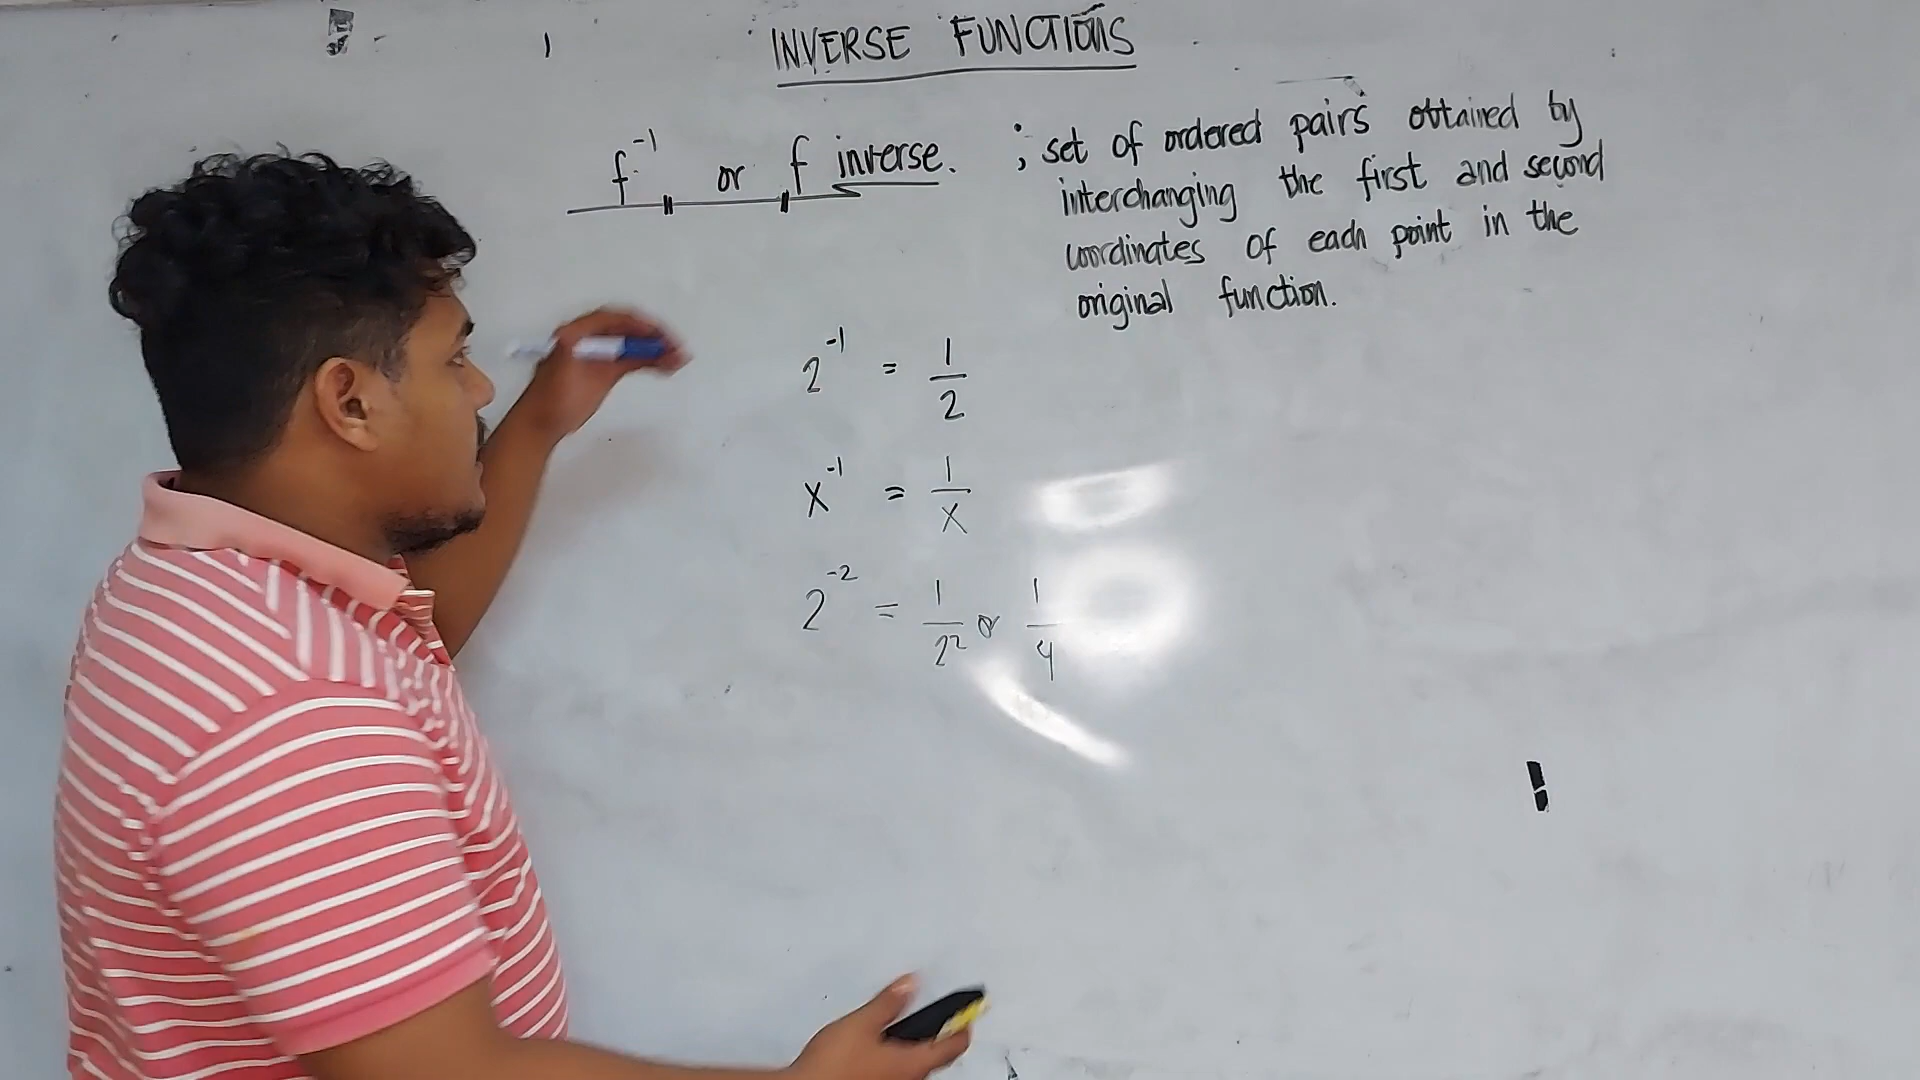 INVERSE FUNCTIONS
f⁻¹ or f inverse. ; set of ordered pairs obtained by
interchanging the first and second
coordinates of each point in the
original function.
2⁻¹ = 1/2
x⁻¹ = 1/x
2⁻² = 1/2² or 1/4